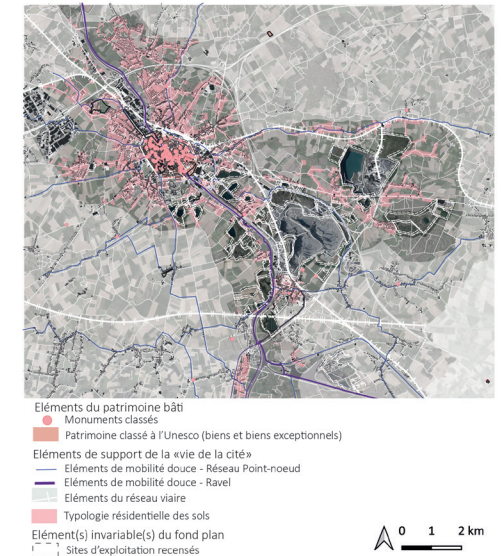 Eléments du patrimoine bâti
Monuments classés
Patrimoine classé à l'Unesco (biens et biens exceptionnels)
Eléments de support de la «vie de la cité»
Eléments de mobilité douce - Réseau Point-noeud
Eléments de mobilité douce - Ravel
Eléments du réseau viaire
Typologie résidentielle des sols
Elément(s) invariable(s) du fond plan
Sites d'exploitation recensés
0 1 2 km